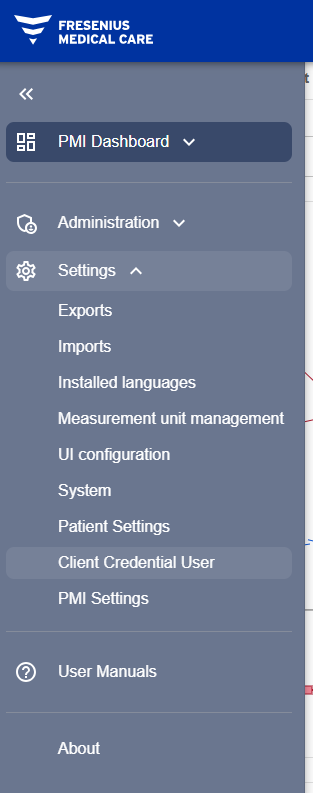 FRESENIUS
MEDICAL CARE
PMI Dashboard
Administration
Settings
Exports
Imports
Installed languages
Measurement unit management
UI configuration
System
Patient Settings
Client Credential User
PMI Settings
User Manuals
About